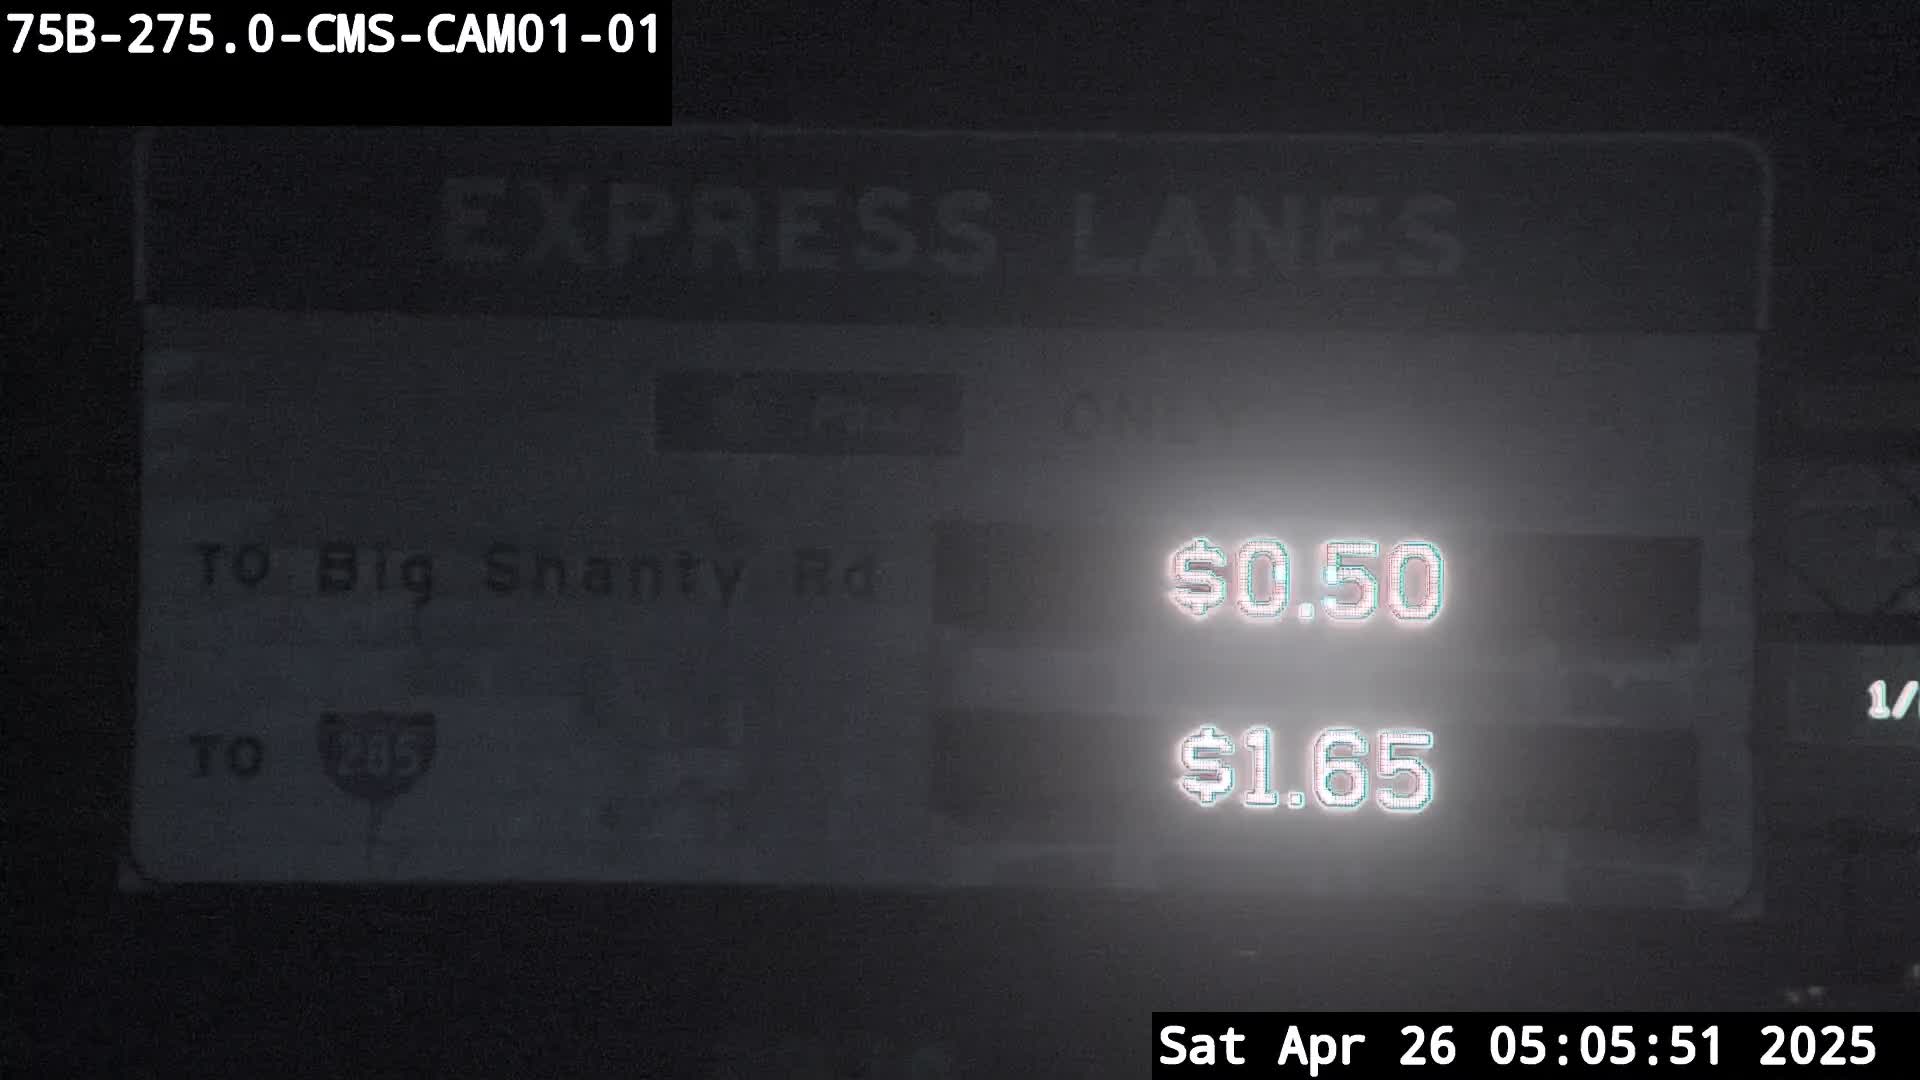 75B-275.0-CMS-CAM01-01
EXPRESS LANES
ONLY
TO Big Shanty Rd $0.50
TO 285 $1.65
1/
Sat Apr 26 05:05:51 2025